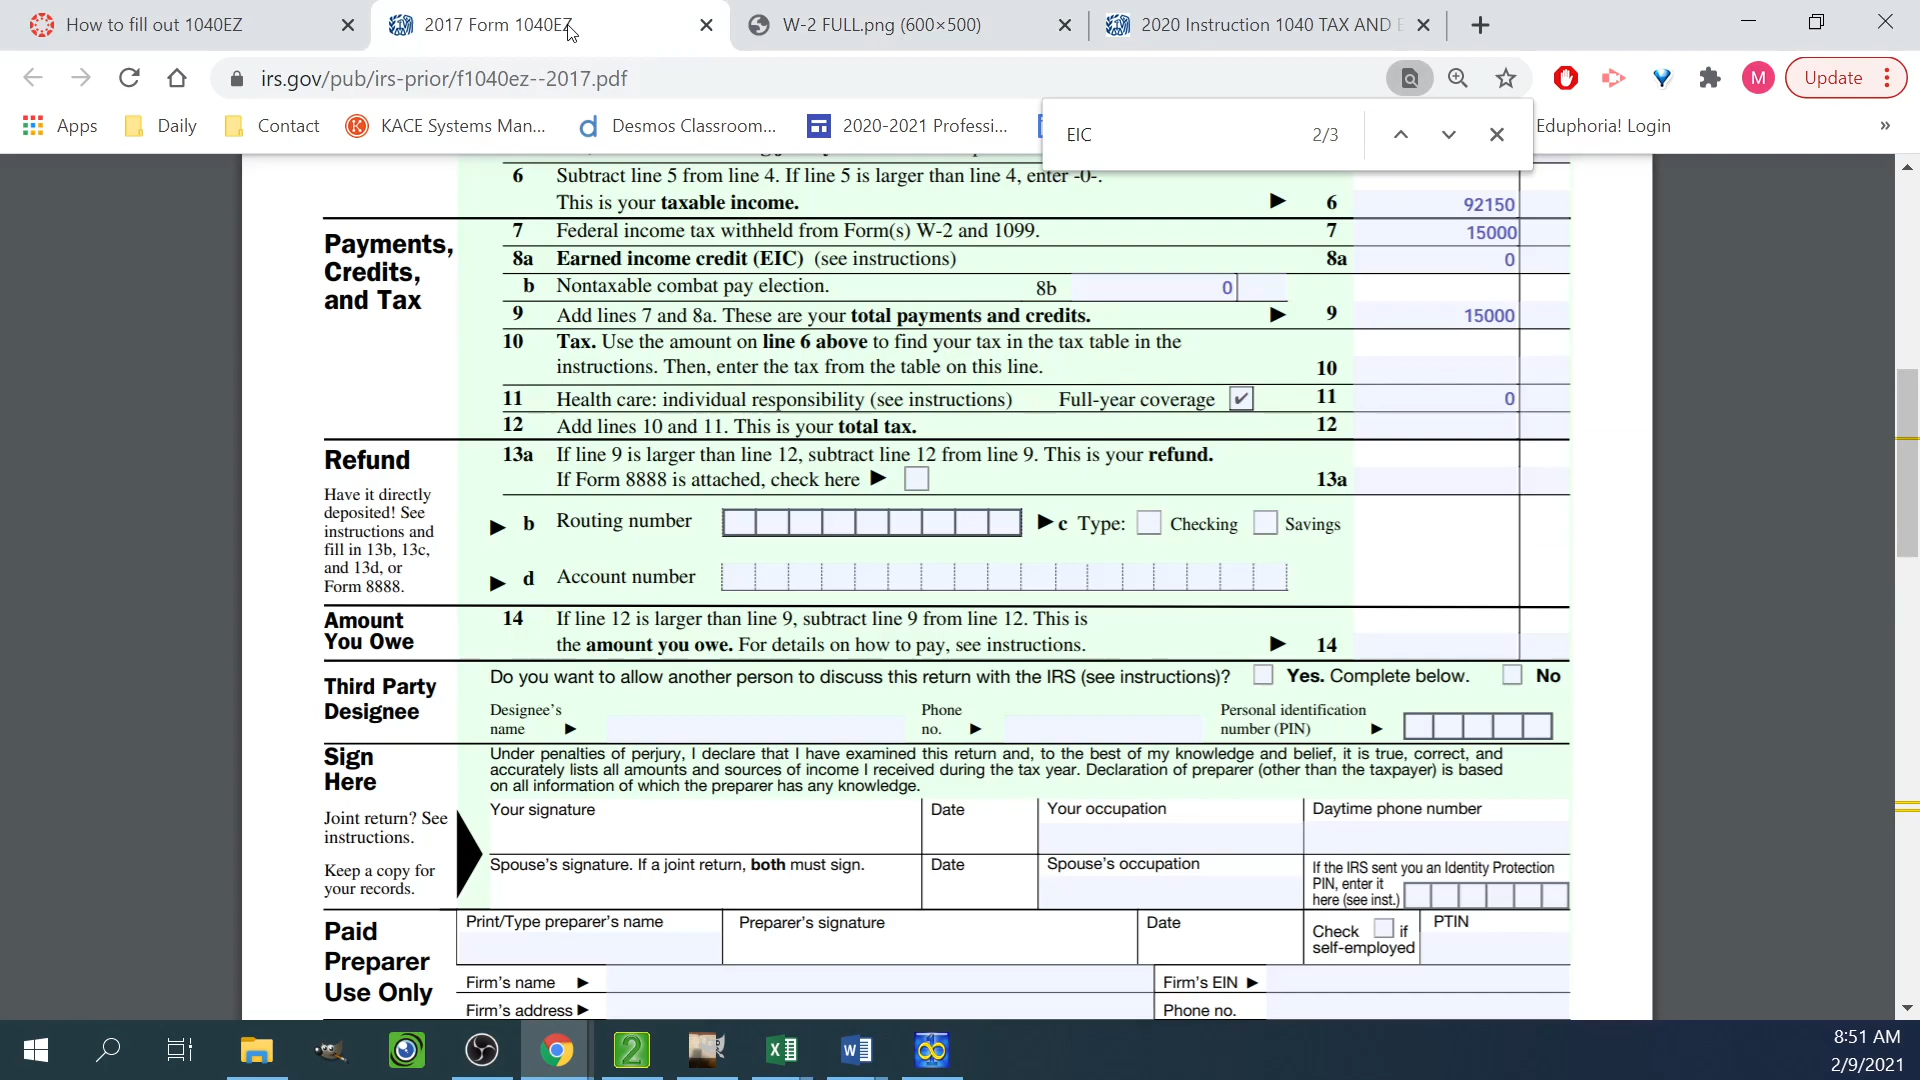 How to fill out 1040EZ
2017 Form 1040EZ
W-2 FULL.png (600×500)
2020 Instruction 1040 TAX AND E
irs.gov/pub/irs-prior/f1040ez--2017.pdf
M
Update
Apps
Daily
Contact
KACE Systems Man...
Desmos Classroom...
2020-2021 Professi...
Eduphoria! Login
»
EIC
2/3
6 Subtract line 5 from line 4. If line 5 is larger than line 4, enter -0-.
This is your taxable income. 6 92150
Payments, Credits, and Tax
7 Federal income tax withheld from Form(s) W-2 and 1099. 7 15000
8a Earned income credit (EIC) (see instructions) 8a 0
b Nontaxable combat pay election. 8b 0
9 Add lines 7 and 8a. These are your total payments and credits. 9 15000
10 Tax. Use the amount on line 6 above to find your tax in the tax table in the
instructions. Then, enter the tax from the table on this line. 10
11 Health care: individual responsibility (see instructions) Full-year coverage ✔ 11 0
12 Add lines 10 and 11. This is your total tax. 12
Refund
Have it directly
deposited! See
instructions and
fill in 13b, 13c,
and 13d, or
Form 8888.
13a If line 9 is larger than line 12, subtract line 12 from line 9. This is your refund.
If Form 8888 is attached, check here 13a
b Routing number c Type: Checking Savings
d Account number
Amount
You Owe
14 If line 12 is larger than line 9, subtract line 9 from line 12. This is
the amount you owe. For details on how to pay, see instructions. 14
Third Party
Designee
Do you want to allow another person to discuss this return with the IRS (see instructions)? Yes. Complete below. No
Designee's
name
Phone
no.
Personal identification
number (PIN)
Sign
Here
Joint return? See
instructions.
Keep a copy for
your records.
Under penalties of perjury, I declare that I have examined this return and, to the best of my knowledge and belief, it is true, correct, and
accurately lists all amounts and sources of income I received during the tax year. Declaration of preparer (other than the taxpayer) is based
on all information of which the preparer has any knowledge.
Your signature Date Your occupation Daytime phone number
Spouse's signature. If a joint return, both must sign. Date Spouse's occupation
If the IRS sent you an Identity Protection
PIN, enter it
here (see inst.)
Paid
Preparer
Use Only
Print/Type preparer's name Preparer's signature Date
Check if
self-employed
PTIN
Firm's name Firm's EIN
Firm's address Phone no.
8:51 AM
2/9/2021